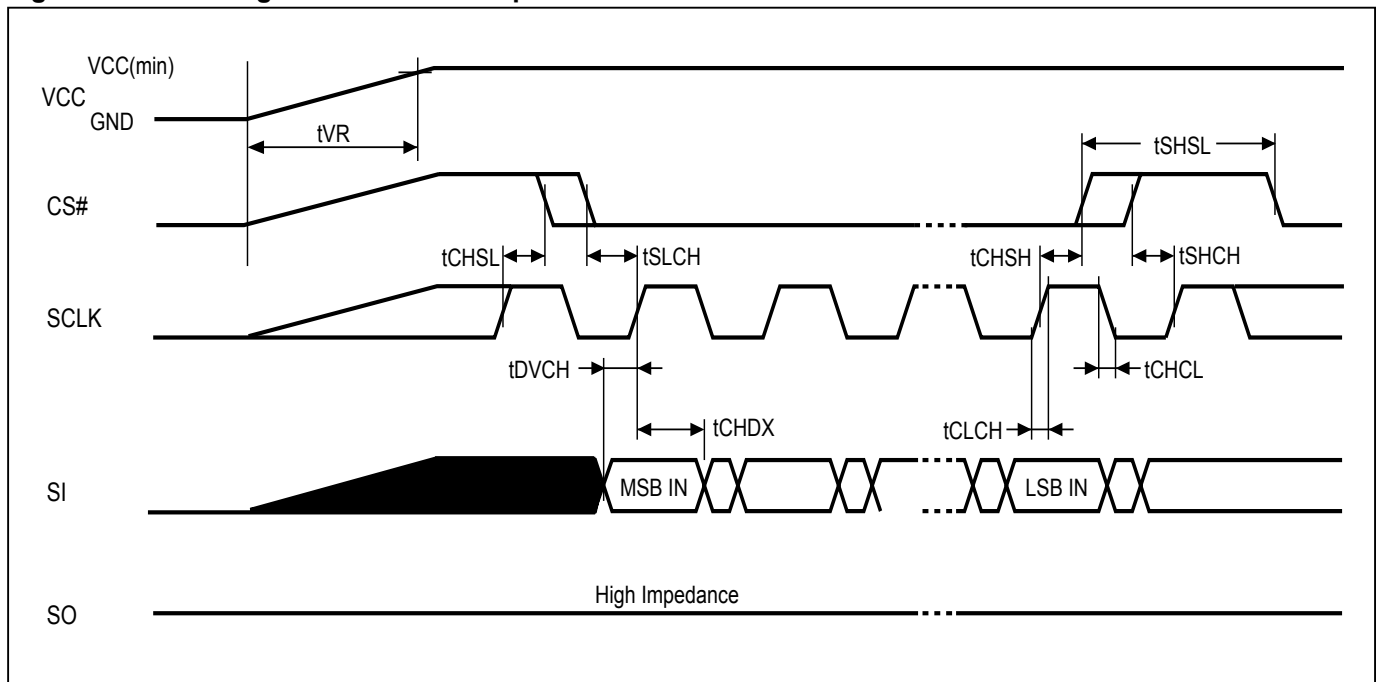 VCC(min)
VCC
GND
tVR
tSHSL
CS#
tCHSL
tSLCH
tCHSH
tSHCH
SCLK
tDVCH
tCHCL
tCHDX
tCLCH
SI
MSB IN
LSB IN
High Impedance
SO